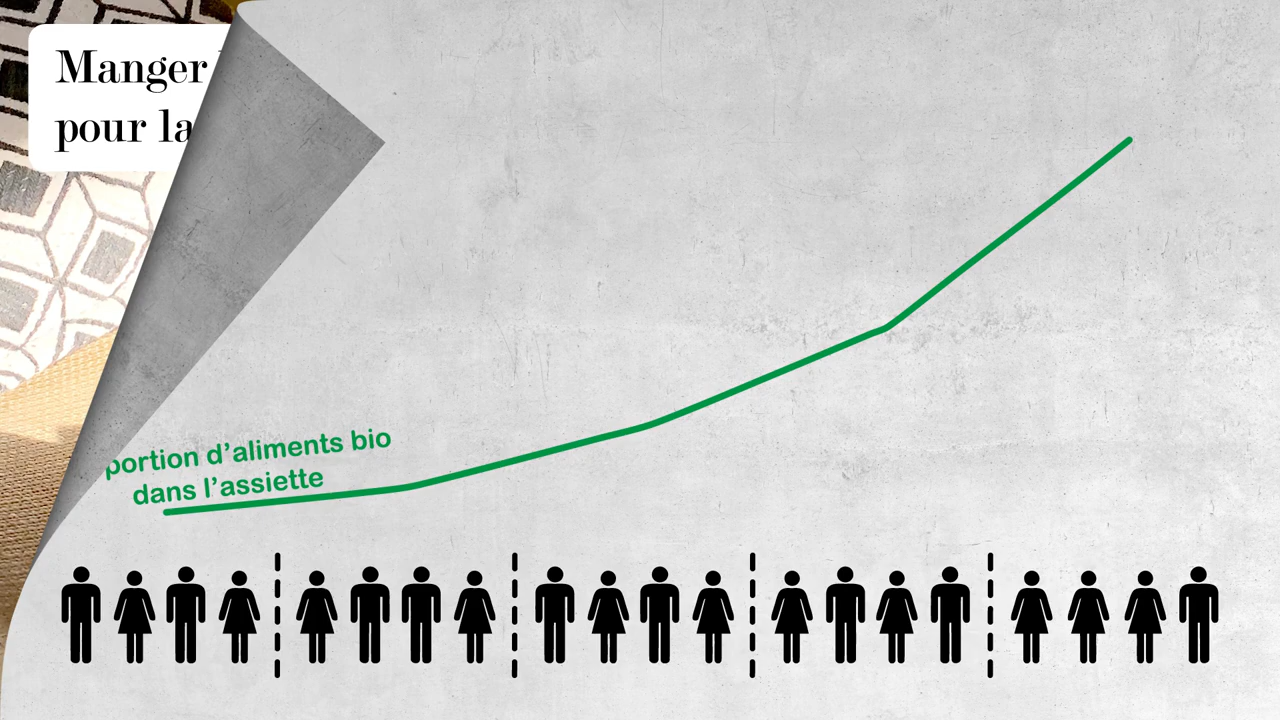 Manger
pour la
portion d'aliments bio
dans l'assiette